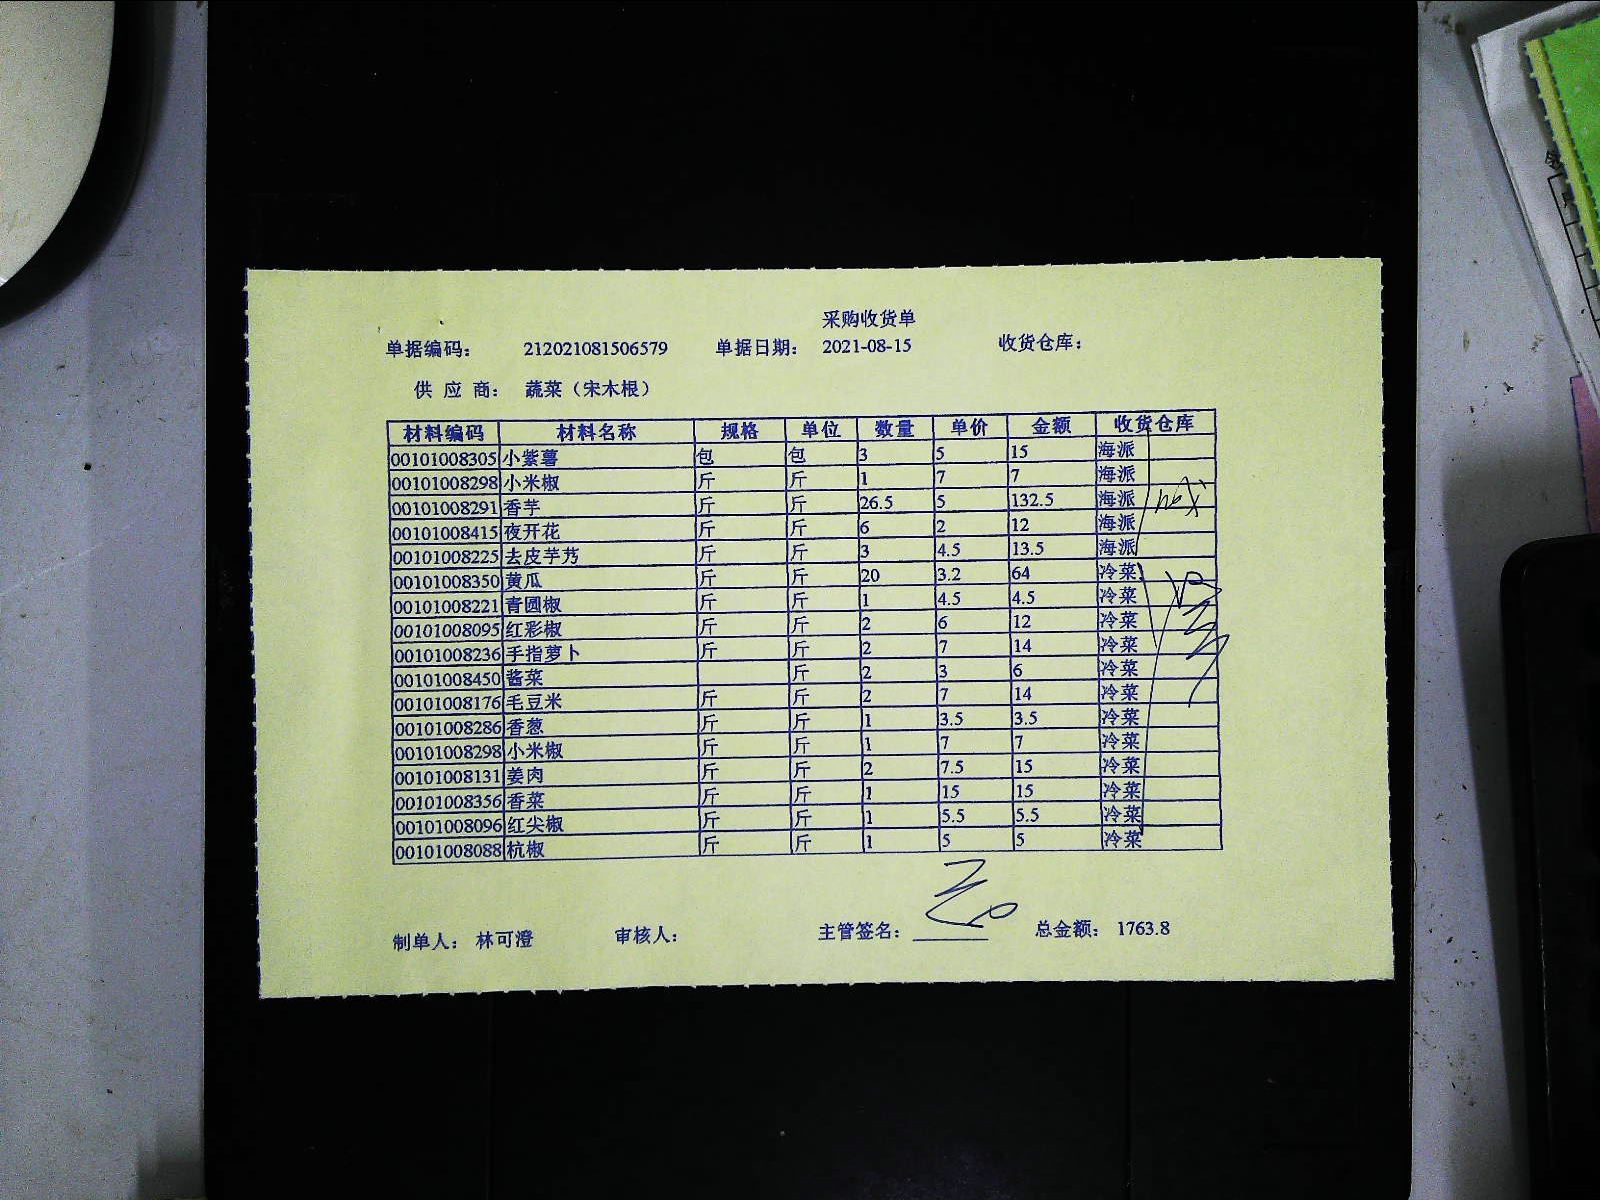 采购收货单
单据编码: 212021081506579 单据日期: 2021-08-15 收货仓库:
供 应 商: 蔬菜（宋木根）
材料编码 材料名称 规格 单位 数量 单价 金额 收货仓库
00101008305 小紫薯 包 包 3 5 15 海派
00101008298 小米椒 斤 斤 1 7 7 海派
00101008291 香芋 斤 斤 26.5 5 132.5 海派
00101008415 夜开花 斤 斤 6 2 12 海派
00101008225 去皮芋艿 斤 斤 3 4.5 13.5 海派
00101008350 黄瓜 斤 斤 20 3.2 64 冷菜
00101008221 青圆椒 斤 斤 1 4.5 4.5 冷菜
00101008095 红彩椒 斤 斤 2 6 12 冷菜
00101008236 手指萝卜 斤 斤 2 7 14 冷菜
00101008450 酱菜 斤 2 3 6 冷菜
00101008176 毛豆米 斤 斤 2 7 14 冷菜
00101008286 香葱 斤 斤 1 3.5 3.5 冷菜
00101008298 小米椒 斤 斤 1 7 7 冷菜
00101008131 姜肉 斤 斤 2 7.5 15 冷菜
00101008356 香菜 斤 斤 1 15 15 冷菜
00101008096 红尖椒 斤 斤 1 5.5 5.5 冷菜
00101008088 杭椒 斤 斤 1 5 5 冷菜
制单人: 林可澄 审核人: 主管签名: 总金额: 1763.8